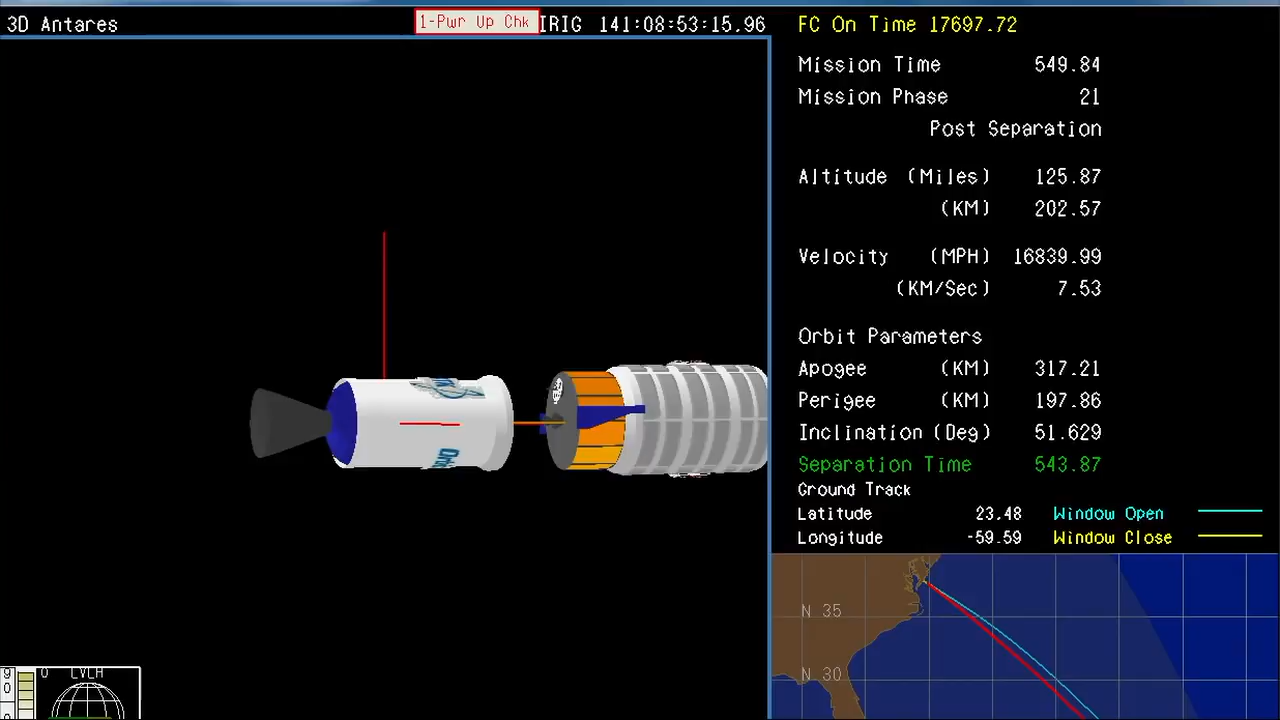 3D Antares
1-Pwr Up Chk
IRIG 141:08:53:15.96
FC On Time 17697.72
Mission Time 549.84
Mission Phase 21
Post Separation
Altitude (Miles) 125.87
(KM) 202.57
Velocity (MPH) 16839.99
(KM/Sec) 7.53
Orbit Parameters
Apogee (KM) 317.21
Perigee (KM) 197.86
Inclination (Deg) 51.629
Separation Time 543.87
Ground Track
Latitude 23.48 Window Open
Longitude -59.59 Window Close
N 35
N 30
90
0 LVLH